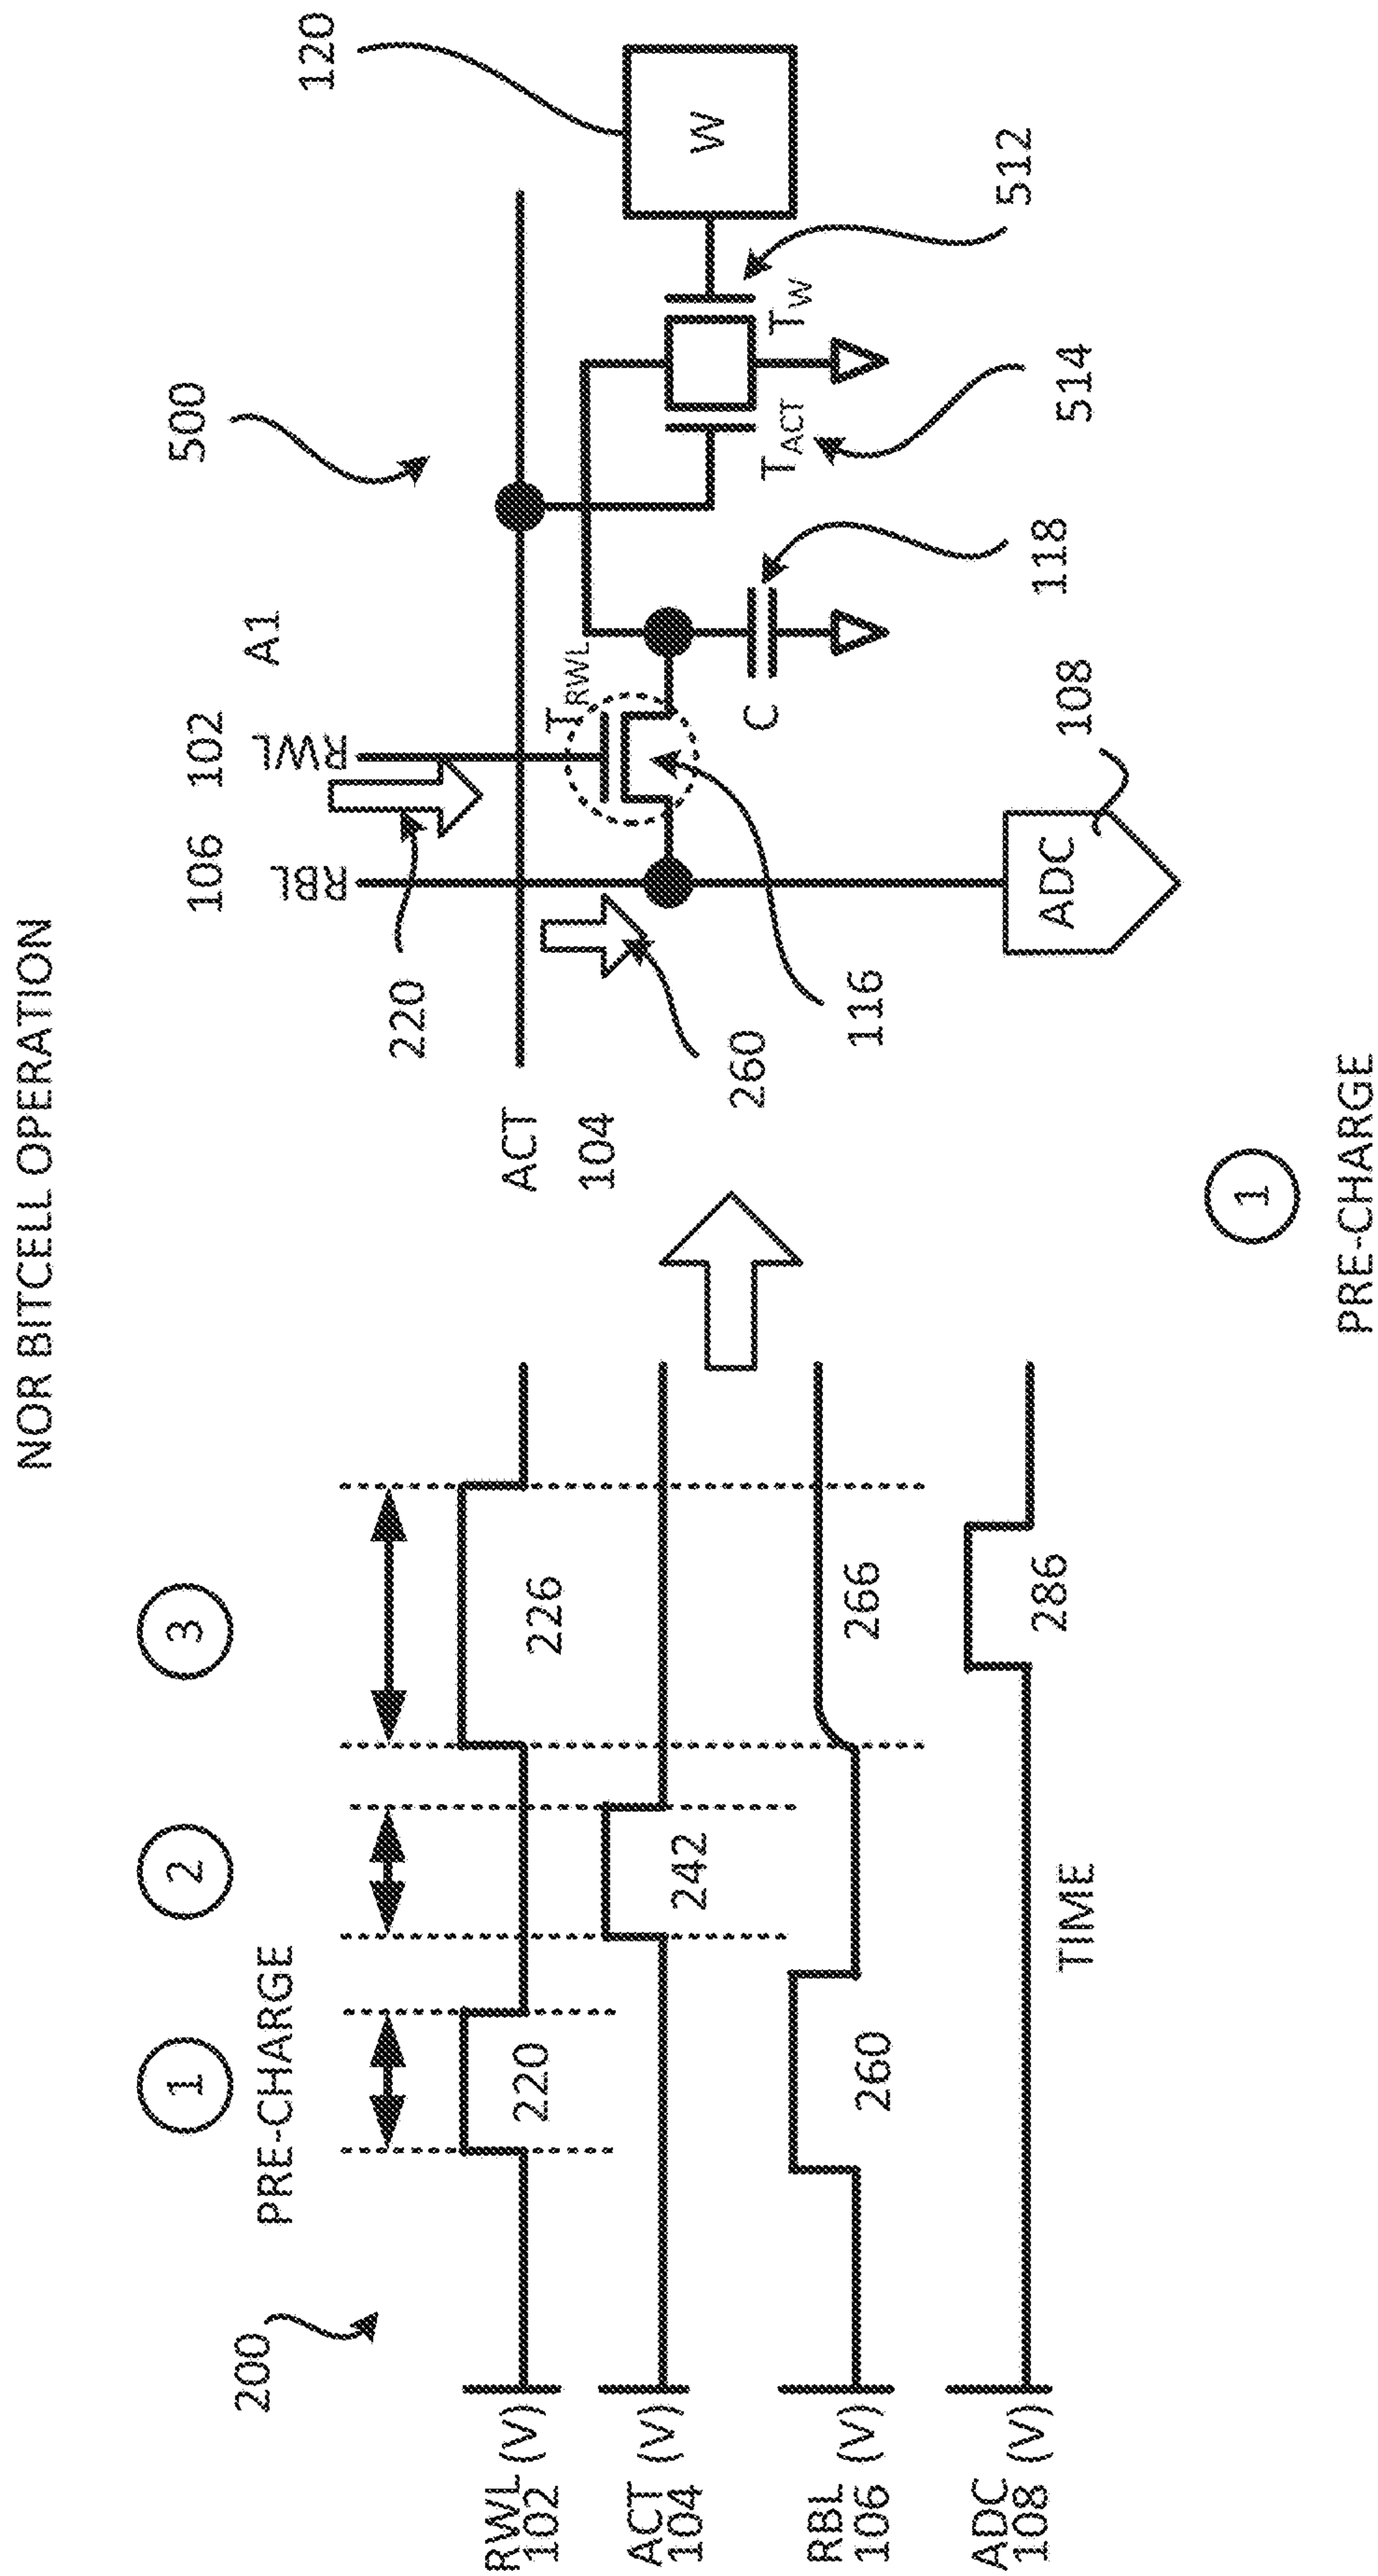 NOR BITCELL OPERATION
200
1
2
3
PRE-CHARGE
RWL
102 (V)
220
226
ACT
104 (V)
242
RBL
106 (V)
260
266
ADC
108 (V)
286
TIME
500
120
106
102
A1
RBL
RWL
220
ACT
104
T_RWL
W
T_ACT
T_W
512
260
C
116
118
514
ADC
108
1
PRE-CHARGE